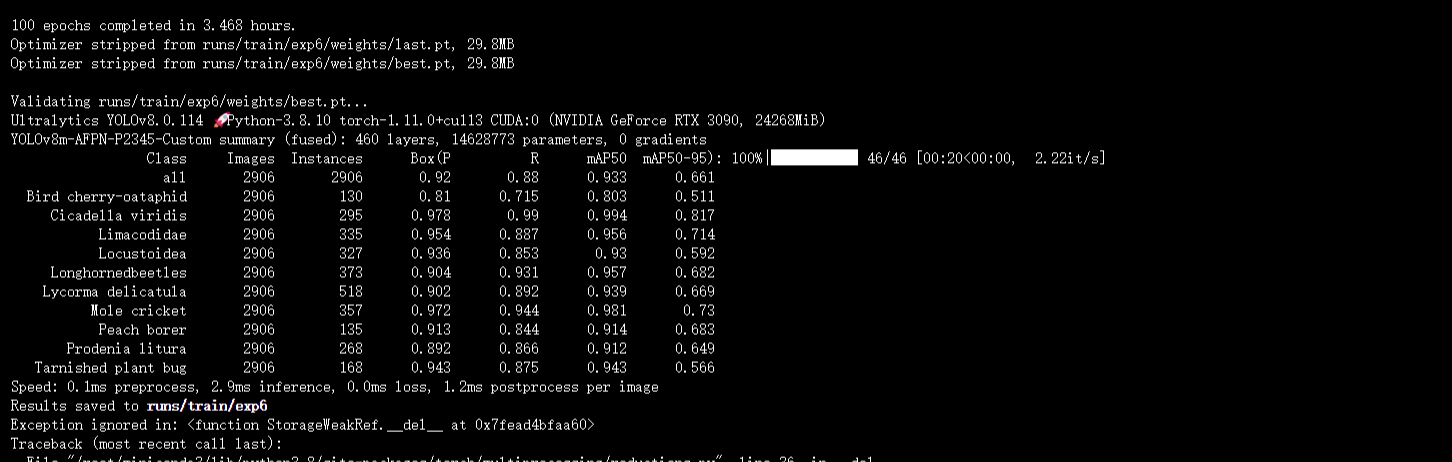 100 epochs completed in 3.468 hours.
Optimizer stripped from runs/train/exp6/weights/last.pt, 29.8MB
Optimizer stripped from runs/train/exp6/weights/best.pt, 29.8MB
Validating runs/train/exp6/weights/best.pt...
Ultralytics YOLOv8.0.114 🚀Python-3.8.10 torch-1.11.0+cu113 CUDA:0 (NVIDIA GeForce RTX 3090, 24268MiB)
YOLOv8m-AFPN-P2345-Custom summary (fused): 460 layers, 14628773 parameters, 0 gradients
Class Images Instances Box(P R mAP50 mAP50-95): 100%|██████████ 46/46 [00:20<00:00, 2.22it/s]
all 2906 2906 0.92 0.88 0.933 0.661
Bird cherry-oataphid 2906 130 0.81 0.715 0.803 0.511
Cicadella viridis 2906 295 0.978 0.99 0.994 0.817
Limacodidae 2906 335 0.954 0.887 0.956 0.714
Locustoidea 2906 327 0.936 0.853 0.93 0.592
Longhornedbeetles 2906 373 0.904 0.931 0.957 0.682
Lycorma delicatula 2906 518 0.902 0.892 0.939 0.669
Mole cricket 2906 357 0.972 0.944 0.981 0.73
Peach borer 2906 135 0.913 0.844 0.914 0.683
Prodenia litura 2906 268 0.892 0.866 0.912 0.649
Tarnished plant bug 2906 168 0.943 0.875 0.943 0.566
Speed: 0.1ms preprocess, 2.9ms inference, 0.0ms loss, 1.2ms postprocess per image
Results saved to runs/train/exp6
Exception ignored in: <function StorageWeakRef.__del__ at 0x7fead4bfaa60>
Traceback (most recent call last):